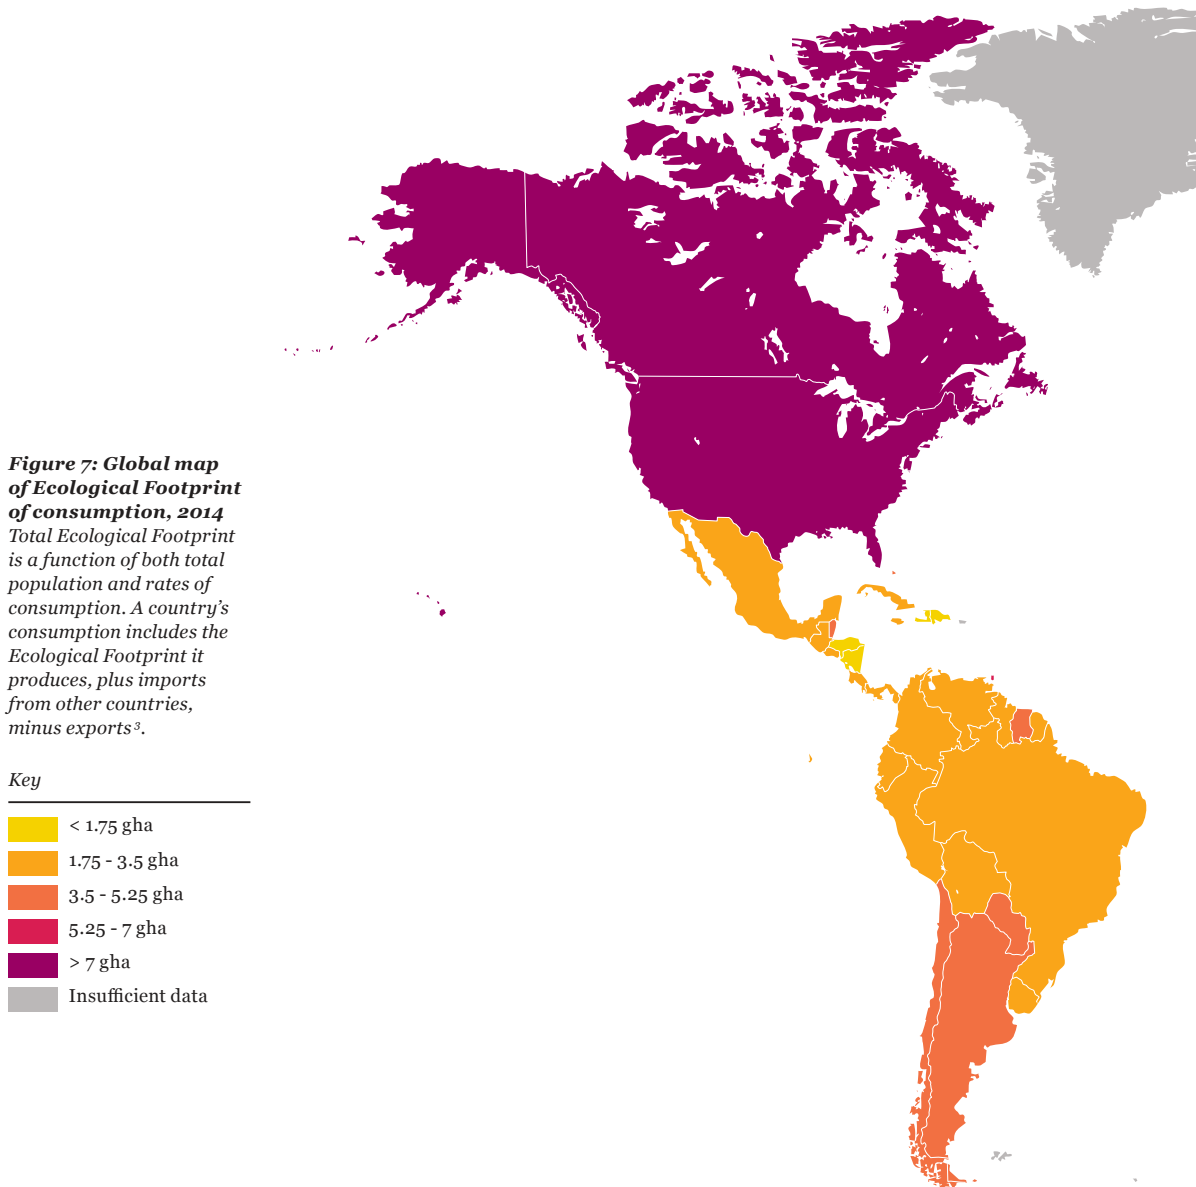 Figure 7: Global map
of Ecological Footprint
of consumption, 2014
Total Ecological Footprint
is a function of both total
population and rates of
consumption. A country’s
consumption includes the
Ecological Footprint it
produces, plus imports
from other countries,
minus exports³.
Key
< 1.75 gha
1.75 - 3.5 gha
3.5 - 5.25 gha
5.25 - 7 gha
> 7 gha
Insufficient data